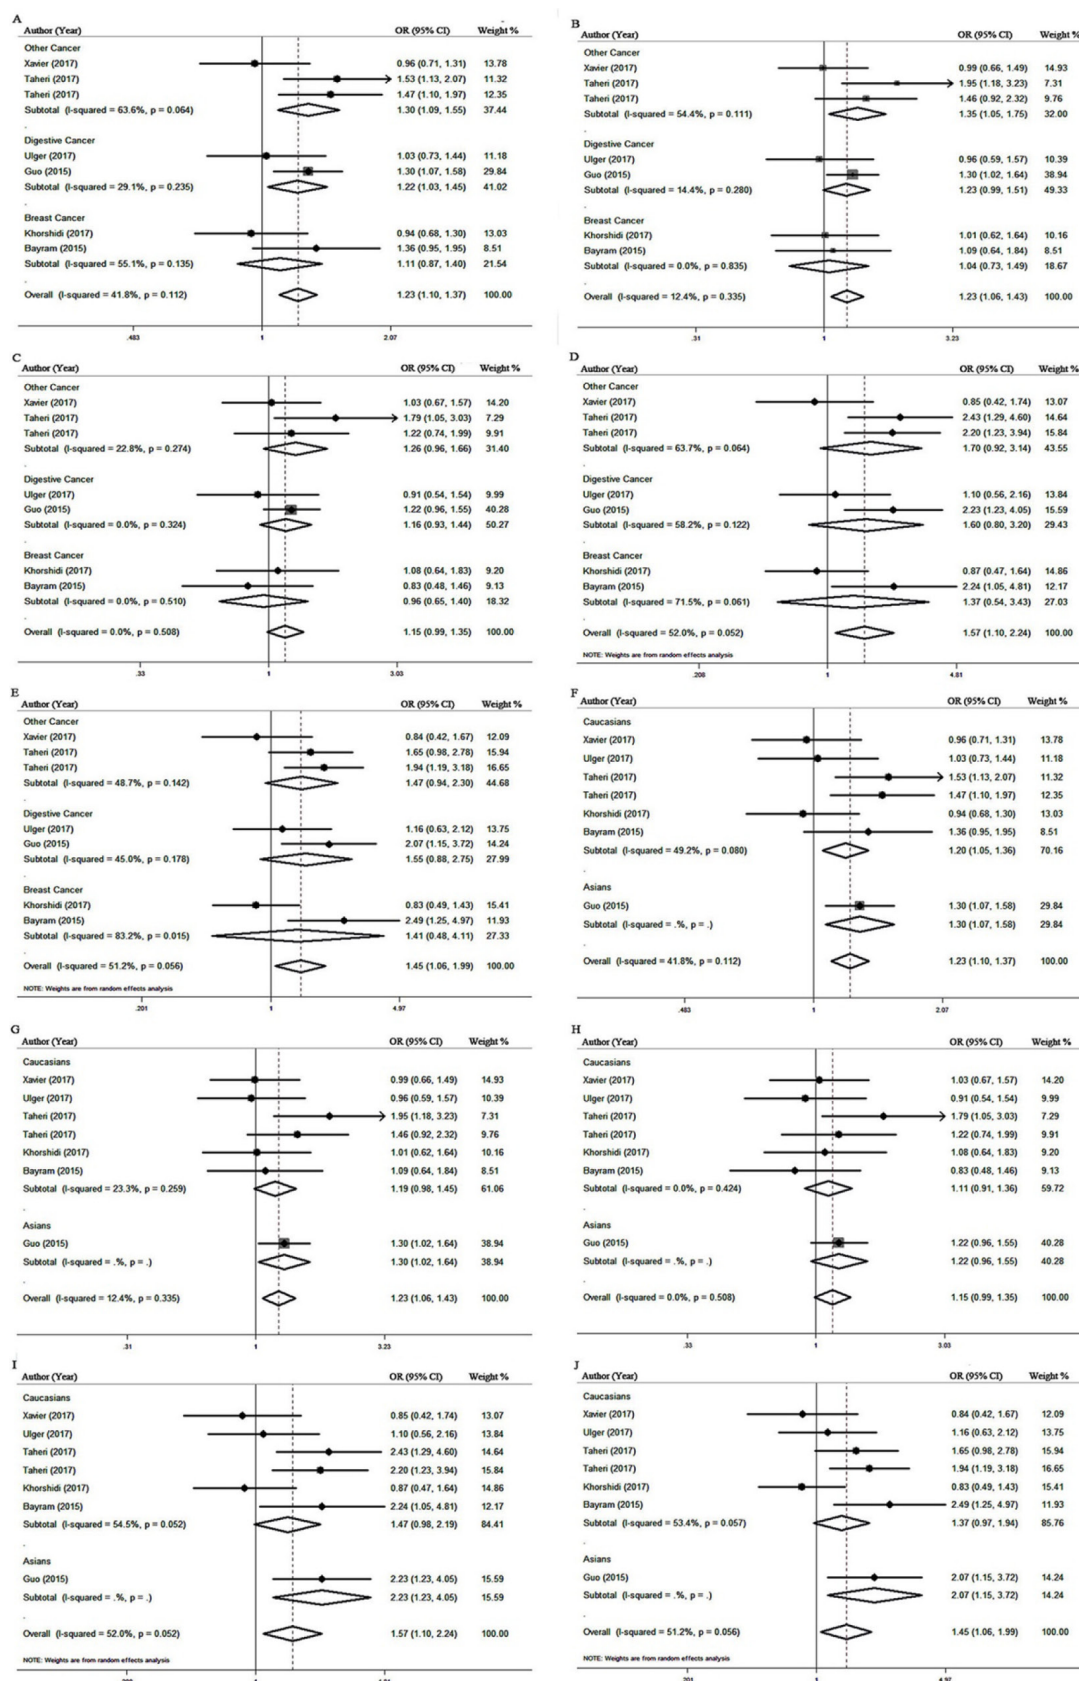 A
Author (Year) OR (95% CI) Weight %
Other Cancer
Xavier (2017) 0.96 (0.71, 1.31) 13.78
Taheri (2017) 1.53 (1.13, 2.07) 11.32
Taheri (2017) 1.47 (1.10, 1.97) 12.35
Subtotal (I-squared = 63.6%, p = 0.064) 1.30 (1.09, 1.55) 37.44
.
Digestive Cancer
Ulger (2017) 1.03 (0.73, 1.44) 11.18
Guo (2015) 1.30 (1.07, 1.58) 29.84
Subtotal (I-squared = 29.1%, p = 0.235) 1.22 (1.03, 1.45) 41.02
.
Breast Cancer
Khorshidi (2017) 0.94 (0.68, 1.30) 13.03
Bayram (2015) 1.36 (0.95, 1.95) 8.51
Subtotal (I-squared = 55.1%, p = 0.135) 1.11 (0.87, 1.40) 21.54
.
Overall (I-squared = 41.8%, p = 0.112) 1.23 (1.10, 1.37) 100.00
.483 1 2.07
B
Author (Year) OR (95% CI) Weight %
Other Cancer
Xavier (2017) 0.99 (0.66, 1.49) 14.93
Taheri (2017) 1.95 (1.18, 3.23) 7.31
Taheri (2017) 1.46 (0.92, 2.32) 9.76
Subtotal (I-squared = 54.4%, p = 0.111) 1.35 (1.05, 1.75) 32.00
.
Digestive Cancer
Ulger (2017) 0.96 (0.59, 1.57) 10.39
Guo (2015) 1.30 (1.02, 1.64) 38.94
Subtotal (I-squared = 14.4%, p = 0.280) 1.23 (0.99, 1.51) 49.33
.
Breast Cancer
Khorshidi (2017) 1.01 (0.62, 1.64) 10.16
Bayram (2015) 1.09 (0.64, 1.84) 8.51
Subtotal (I-squared = 0.0%, p = 0.835) 1.04 (0.73, 1.49) 18.67
.
Overall (I-squared = 12.4%, p = 0.335) 1.23 (1.06, 1.43) 100.00
.31 1 3.23
C
Author (Year) OR (95% CI) Weight %
Other Cancer
Xavier (2017) 1.03 (0.67, 1.57) 14.20
Taheri (2017) 1.79 (1.05, 3.03) 7.29
Taheri (2017) 1.22 (0.74, 1.99) 9.91
Subtotal (I-squared = 22.8%, p = 0.274) 1.26 (0.96, 1.66) 31.40
.
Digestive Cancer
Ulger (2017) 0.91 (0.54, 1.54) 9.99
Guo (2015) 1.22 (0.96, 1.55) 40.28
Subtotal (I-squared = 0.0%, p = 0.324) 1.16 (0.93, 1.44) 50.27
.
Breast Cancer
Khorshidi (2017) 1.08 (0.64, 1.83) 9.20
Bayram (2015) 0.83 (0.48, 1.46) 9.13
Subtotal (I-squared = 0.0%, p = 0.510) 0.96 (0.65, 1.40) 18.32
.
Overall (I-squared = 0.0%, p = 0.508) 1.15 (0.99, 1.35) 100.00
.33 1 3.03
D
Author (Year) OR (95% CI) Weight %
Other Cancer
Xavier (2017) 0.85 (0.42, 1.74) 13.07
Taheri (2017) 2.43 (1.29, 4.60) 14.64
Taheri (2017) 2.20 (1.23, 3.94) 15.84
Subtotal (I-squared = 63.7%, p = 0.064) 1.70 (0.92, 3.14) 43.55
.
Digestive Cancer
Ulger (2017) 1.10 (0.56, 2.16) 13.84
Guo (2015) 2.23 (1.23, 4.05) 15.59
Subtotal (I-squared = 58.2%, p = 0.122) 1.60 (0.80, 3.20) 29.43
.
Breast Cancer
Khorshidi (2017) 0.87 (0.47, 1.64) 14.86
Bayram (2015) 2.24 (1.05, 4.81) 12.17
Subtotal (I-squared = 71.5%, p = 0.061) 1.37 (0.54, 3.43) 27.03
.
Overall (I-squared = 52.0%, p = 0.052) 1.57 (1.10, 2.24) 100.00
NOTE: Weights are from random effects analysis
.208 1 4.81
E
Author (Year) OR (95% CI) Weight %
Other Cancer
Xavier (2017) 0.84 (0.42, 1.67) 12.09
Taheri (2017) 1.65 (0.98, 2.78) 15.94
Taheri (2017) 1.94 (1.19, 3.18) 16.65
Subtotal (I-squared = 48.7%, p = 0.142) 1.47 (0.94, 2.30) 44.68
.
Digestive Cancer
Ulger (2017) 1.16 (0.63, 2.12) 13.75
Guo (2015) 2.07 (1.15, 3.72) 14.24
Subtotal (I-squared = 45.0%, p = 0.178) 1.55 (0.88, 2.75) 27.99
.
Breast Cancer
Khorshidi (2017) 0.83 (0.49, 1.43) 15.41
Bayram (2015) 2.49 (1.25, 4.97) 11.93
Subtotal (I-squared = 83.2%, p = 0.015) 1.41 (0.48, 4.11) 27.33
.
Overall (I-squared = 51.2%, p = 0.056) 1.45 (1.06, 1.99) 100.00
NOTE: Weights are from random effects analysis
.201 1 4.97
F
Author (Year) OR (95% CI) Weight %
Caucasians
Xavier (2017) 0.96 (0.71, 1.31) 13.78
Ulger (2017) 1.03 (0.73, 1.44) 11.18
Taheri (2017) 1.53 (1.13, 2.07) 11.32
Taheri (2017) 1.47 (1.10, 1.97) 12.35
Khorshidi (2017) 0.94 (0.68, 1.30) 13.03
Bayram (2015) 1.36 (0.95, 1.95) 8.51
Subtotal (I-squared = 49.2%, p = 0.080) 1.20 (1.05, 1.36) 70.16
.
Asians
Guo (2015) 1.30 (1.07, 1.58) 29.84
Subtotal (I-squared = .%, p = .) 1.30 (1.07, 1.58) 29.84
.
Overall (I-squared = 41.8%, p = 0.112) 1.23 (1.10, 1.37) 100.00
.483 1 2.07
G
Author (Year) OR (95% CI) Weight %
Caucasians
Xavier (2017) 0.99 (0.66, 1.49) 14.93
Ulger (2017) 0.96 (0.59, 1.57) 10.39
Taheri (2017) 1.95 (1.18, 3.23) 7.31
Taheri (2017) 1.46 (0.92, 2.32) 9.76
Khorshidi (2017) 1.01 (0.62, 1.64) 10.16
Bayram (2015) 1.09 (0.64, 1.84) 8.51
Subtotal (I-squared = 23.3%, p = 0.259) 1.19 (0.98, 1.45) 61.06
.
Asians
Guo (2015) 1.30 (1.02, 1.64) 38.94
Subtotal (I-squared = .%, p = .) 1.30 (1.02, 1.64) 38.94
.
Overall (I-squared = 12.4%, p = 0.335) 1.23 (1.06, 1.43) 100.00
.31 1 3.23
H
Author (Year) OR (95% CI) Weight %
Caucasians
Xavier (2017) 1.03 (0.67, 1.57) 14.20
Ulger (2017) 0.91 (0.54, 1.54) 9.99
Taheri (2017) 1.79 (1.05, 3.03) 7.29
Taheri (2017) 1.22 (0.74, 1.99) 9.91
Khorshidi (2017) 1.08 (0.64, 1.83) 9.20
Bayram (2015) 0.83 (0.48, 1.46) 9.13
Subtotal (I-squared = 0.0%, p = 0.424) 1.11 (0.91, 1.36) 59.72
.
Asians
Guo (2015) 1.22 (0.96, 1.55) 40.28
Subtotal (I-squared = .%, p = .) 1.22 (0.96, 1.55) 40.28
.
Overall (I-squared = 0.0%, p = 0.508) 1.15 (0.99, 1.35) 100.00
.33 1 3.03
I
Author (Year) OR (95% CI) Weight %
Caucasians
Xavier (2017) 0.85 (0.42, 1.74) 13.07
Ulger (2017) 1.10 (0.56, 2.16) 13.84
Taheri (2017) 2.43 (1.29, 4.60) 14.64
Taheri (2017) 2.20 (1.23, 3.94) 15.84
Khorshidi (2017) 0.87 (0.47, 1.64) 14.86
Bayram (2015) 2.24 (1.05, 4.81) 12.17
Subtotal (I-squared = 54.5%, p = 0.052) 1.47 (0.98, 2.19) 84.41
.
Asians
Guo (2015) 2.23 (1.23, 4.05) 15.59
Subtotal (I-squared = .%, p = .) 2.23 (1.23, 4.05) 15.59
.
Overall (I-squared = 52.0%, p = 0.052) 1.57 (1.10, 2.24) 100.00
NOTE: Weights are from random effects analysis
J
Author (Year) OR (95% CI) Weight %
Caucasians
Xavier (2017) 0.84 (0.42, 1.67) 12.09
Ulger (2017) 1.16 (0.63, 2.12) 13.75
Taheri (2017) 1.65 (0.98, 2.78) 15.94
Taheri (2017) 1.94 (1.19, 3.18) 16.65
Khorshidi (2017) 0.83 (0.49, 1.43) 15.41
Bayram (2015) 2.49 (1.25, 4.97) 11.93
Subtotal (I-squared = 53.4%, p = 0.057) 1.37 (0.97, 1.94) 85.76
.
Asians
Guo (2015) 2.07 (1.15, 3.72) 14.24
Subtotal (I-squared = .%, p = .) 2.07 (1.15, 3.72) 14.24
.
Overall (I-squared = 51.2%, p = 0.056) 1.45 (1.06, 1.99) 100.00
NOTE: Weights are from random effects analysis